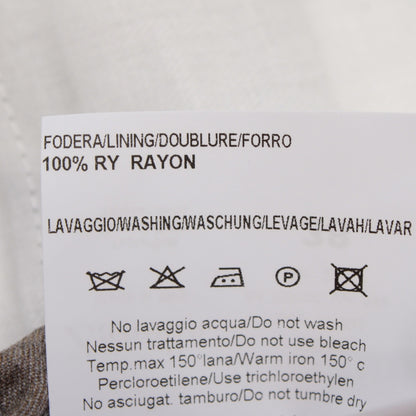 FODERA/LINING/DOUBLURE/FORRO
100% RY RAYON
LAVAGGIO/WASHING/WASCHUNG/LEVAGE/LAVAH/LAVAR
P
No lavaggio acqua/Do not wash
Nessun trattamento/Do not use bleach
Temp.max 150°lana/Warm iron 150° c
Percloroetilene/Use trichloroethylen
No asciugat. tamburo/Do not tumble dry